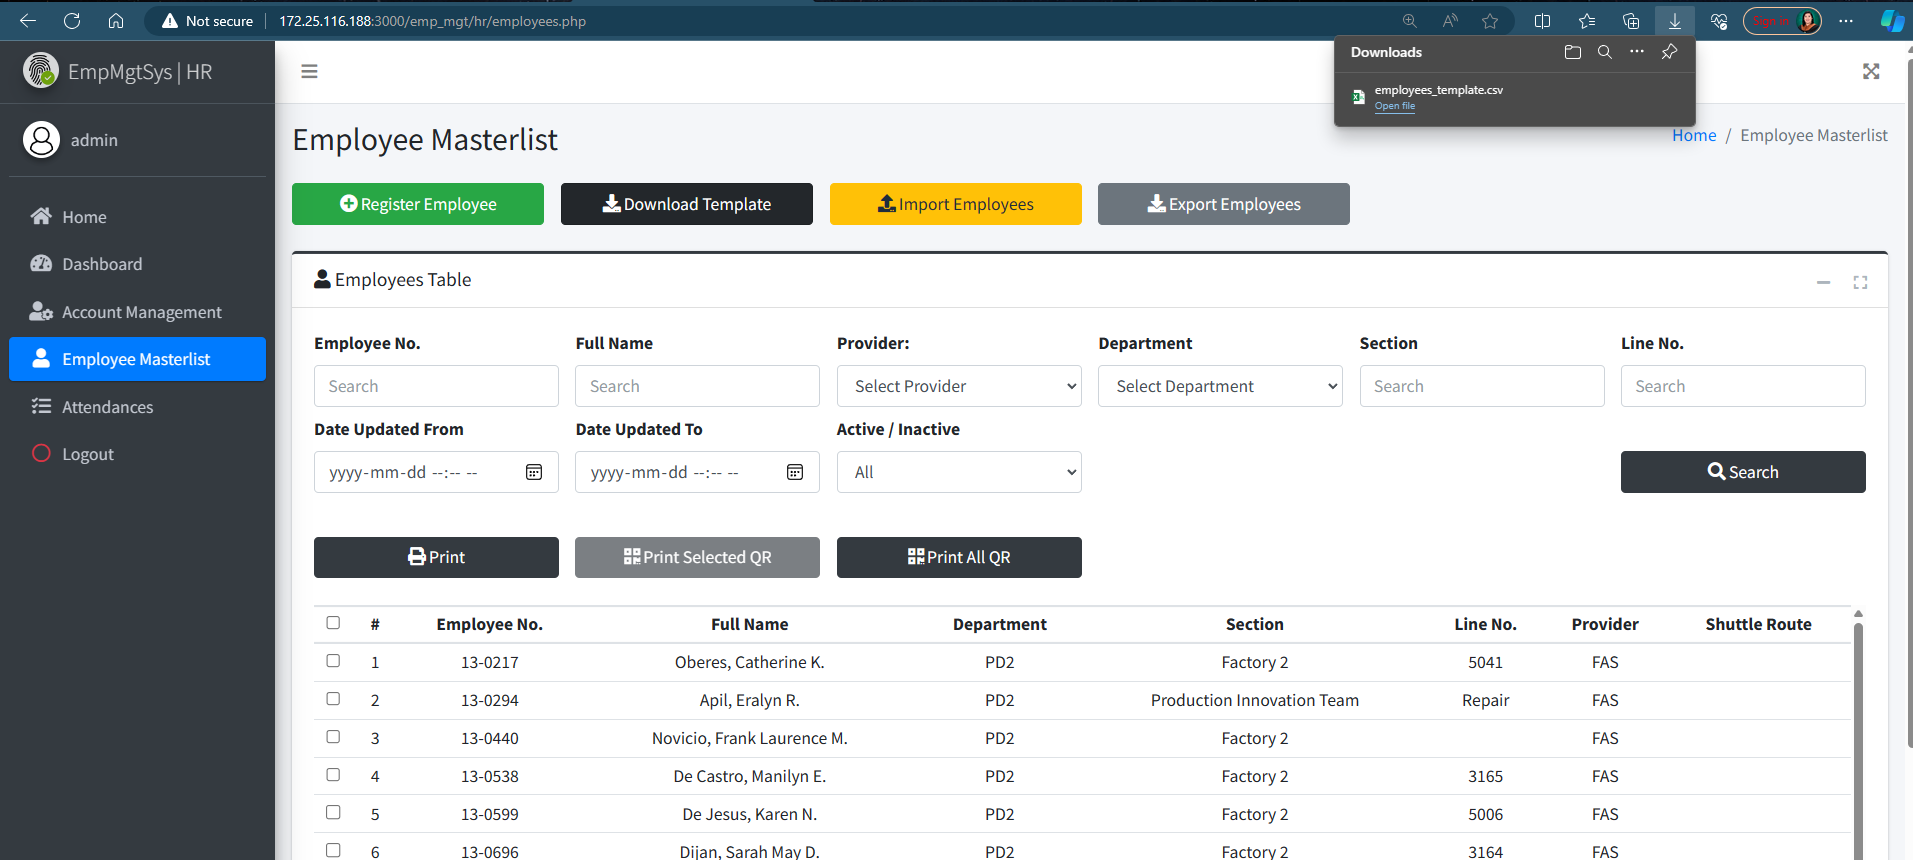 Not secure
172.25.116.188:3000/emp_mgt/hr/employees.php
Sign in
Downloads
employees_template.csv
Open file
EmpMgtSys | HR
admin
Home
Dashboard
Account Management
Employee Masterlist
Attendances
Logout
Employee Masterlist
Home / Employee Masterlist
Register Employee
Download Template
Import Employees
Export Employees
Employees Table
Employee No. Full Name Provider: Department Section Line No.
Search Search Select Provider Select Department Search Search
Date Updated From Date Updated To Active / Inactive
yyyy-mm-dd --:-- -- yyyy-mm-dd --:-- -- All Search
Print Print Selected QR Print All QR
# Employee No. Full Name Department Section Line No. Provider Shuttle Route
1 13-0217 Oberes, Catherine K. PD2 Factory 2 5041 FAS
2 13-0294 Apil, Eralyn R. PD2 Production Innovation Team Repair FAS
3 13-0440 Novicio, Frank Laurence M. PD2 Factory 2 FAS
4 13-0538 De Castro, Manilyn E. PD2 Factory 2 3165 FAS
5 13-0599 De Jesus, Karen N. PD2 Factory 2 5006 FAS
6 13-0696 Dijan, Sarah May D. PD2 Factory 2 3164 FAS